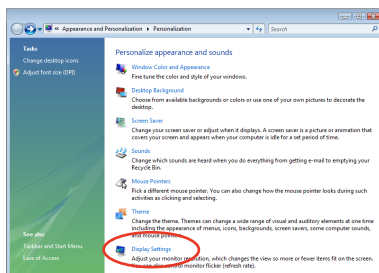 « Appearance and Personalization ▸ Personalization
Search
Tasks
Change desktop icons
Adjust font size (DPI)
See also
Taskbar and Start Menu
Ease of Access
Personalize appearance and sounds
Window Color and Appearance
Fine tune the color and style of your windows.
Desktop Background
Choose from available backgrounds or colors or use one of your own pictures to decorate the
desktop.
Screen Saver
Change your screen saver or adjust when it displays. A screen saver is a picture or animation that
covers your screen and appears when your computer is idle for a set period of time.
Sounds
Change which sounds are heard when you do everything from getting e-mail to emptying your
Recycle Bin.
Mouse Pointers
Pick a different mouse pointer. You can also change how the mouse pointer looks during such
activities as clicking and selecting.
Theme
Change the theme. Themes can change a wide range of visual and auditory elements at one time
including the appearance of menus, icons, backgrounds, screen savers, some computer sounds,
and mouse pointers.
Display Settings
Adjust your monitor resolution, which changes the view so more or fewer items fit on the screen.
You can also control monitor flicker (refresh rate).